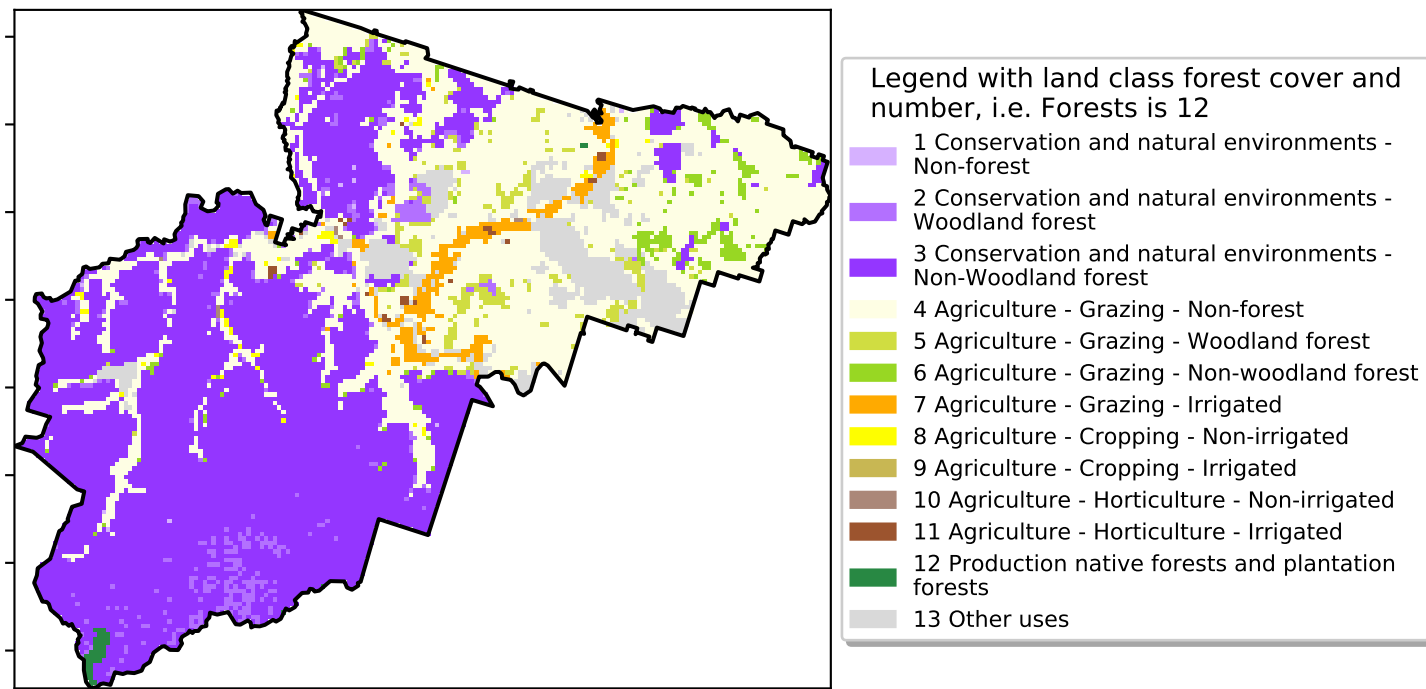 Legend with land class forest cover and
number, i.e. Forests is 12
1 Conservation and natural environments -
Non-forest
2 Conservation and natural environments -
Woodland forest
3 Conservation and natural environments -
Non-Woodland forest
4 Agriculture - Grazing - Non-forest
5 Agriculture - Grazing - Woodland forest
6 Agriculture - Grazing - Non-woodland forest
7 Agriculture - Grazing - Irrigated
8 Agriculture - Cropping - Non-irrigated
9 Agriculture - Cropping - Irrigated
10 Agriculture - Horticulture - Non-irrigated
11 Agriculture - Horticulture - Irrigated
12 Production native forests and plantation
forests
13 Other uses